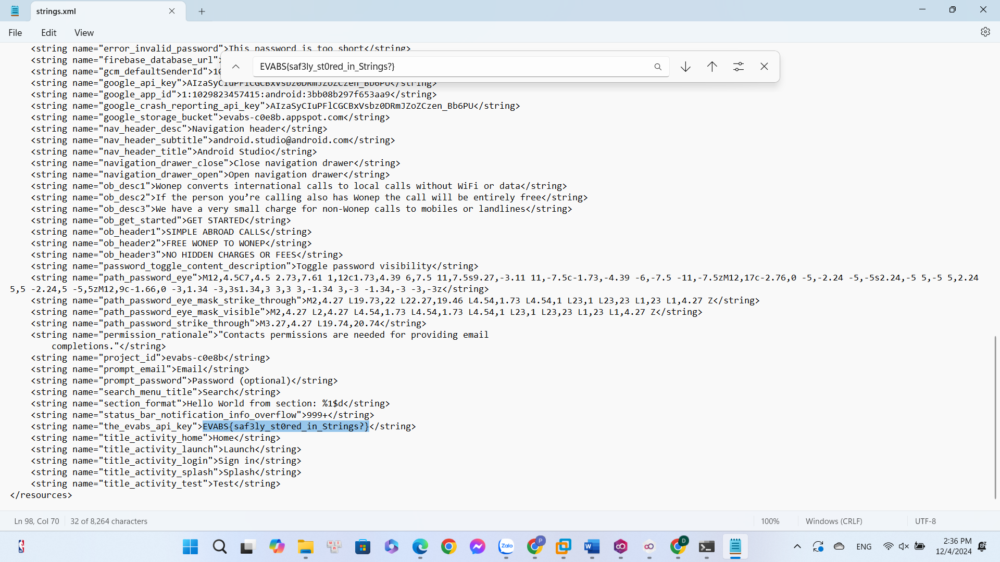 strings.xml
File Edit View
<string name="error_invalid_password">This password is too short</string>
<string name="firebase_database_url">
EVABS{saf3ly_st0red_in_Strings?}
<string name="gcm_defaultSenderId">10
<string name="google_api_key">AIzaSyCIuPFlCGCBxVsbz0DRmJZoZCzen_Bb6PU</string>
<string name="google_app_id">1:1029823457415:android:3bb08b297f653aa9</string>
<string name="google_crash_reporting_api_key">AIzaSyCIuPFlCGCBxVsbz0DRmJZoZCzen_Bb6PU</string>
<string name="google_storage_bucket">evabs-c0e8b.appspot.com</string>
<string name="nav_header_desc">Navigation header</string>
<string name="nav_header_subtitle">android.studio@android.com</string>
<string name="nav_header_title">Android Studio</string>
<string name="navigation_drawer_close">Close navigation drawer</string>
<string name="navigation_drawer_open">Open navigation drawer</string>
<string name="ob_desc1">Wonep converts international calls to local calls without WiFi or data</string>
<string name="ob_desc2">If the person you’re calling also has Wonep the call will be entirely free</string>
<string name="ob_desc3">We have a very small charge for non-Wonep calls to mobiles or landlines</string>
<string name="ob_get_started">GET STARTED</string>
<string name="ob_header1">SIMPLE ABROAD CALLS</string>
<string name="ob_header2">FREE WONEP TO WONEP</string>
<string name="ob_header3">NO HIDDEN CHARGES OR FEES</string>
<string name="password_toggle_content_description">Toggle password visibility</string>
<string name="path_password_eye">M12,4.5C7,4.5 2.73,7.61 1,12c1.73,4.39 6,7.5 11,7.5s9.27,-3.11 11,-7.5c-1.73,-4.39 -6,-7.5 -11,-7.5zM12,17c-2.76,0 -5,-2.24 -5,-5s2.24,-5 5,-5 5,2.24
5,5 -2.24,5 -5,5zM12,9c-1.66,0 -3,1.34 -3,3s1.34,3 3,3 3,-1.34 3,-3 -1.34,-3 -3,-3z</string>
<string name="path_password_eye_mask_strike_through">M2,4.27 L19.73,22 L22.27,19.46 L4.54,1.73 L4.54,1 L23,1 L23,23 L1,23 L1,4.27 Z</string>
<string name="path_password_eye_mask_visible">M2,4.27 L2,4.27 L4.54,1.73 L4.54,1.73 L4.54,1 L23,1 L23,23 L1,23 L1,4.27 Z</string>
<string name="path_password_strike_through">M3.27,4.27 L19.74,20.74</string>
<string name="permission_rationale">"Contacts permissions are needed for providing email
completions."</string>
<string name="project_id">evabs-c0e8b</string>
<string name="prompt_email">Email</string>
<string name="prompt_password">Password (optional)</string>
<string name="search_menu_title">Search</string>
<string name="section_format">Hello World from section: %1$d</string>
<string name="status_bar_notification_info_overflow">999+</string>
<string name="the_evabs_api_key">EVABS{saf3ly_st0red_in_Strings?}</string>
<string name="title_activity_home">Home</string>
<string name="title_activity_launch">Launch</string>
<string name="title_activity_login">Sign in</string>
<string name="title_activity_splash">Splash</string>
<string name="title_activity_test">Test</string>
</resources>
Ln 98, Col 70 32 of 8,264 characters 100% Windows (CRLF) UTF-8
Zalo P D ENG 2:36 PM
12/4/2024